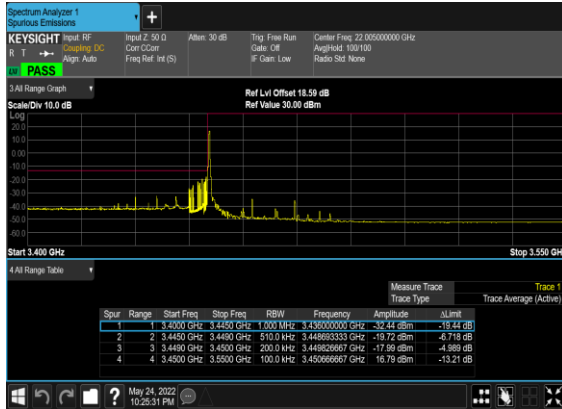 Spectrum Analyzer 1
Spurious Emissions
KEYSIGHT Input: RF Input Z: 50 Ω Atten: 30 dB Trig: Free Run Center Freq: 22.005000000 GHz
R T Coupling: DC Corr CCorr Gate: Off Avg|Hold: 100/100
Align: Auto Freq Ref: Int (S) IF Gain: Low Radio Std: None
PASS
3 All Range Graph
Ref Lvl Offset 18.59 dB
Scale/Div 10.0 dB Ref Value 30.00 dBm
Log
20.0
10.0
0.00
-10.0
-20.0
-30.0
-40.0
-50.0
-60.0
Start 3.400 GHz Stop 3.550 GH
4 All Range Table
Measure Trace Trace 1
Trace Type Trace Average (Active)
Spur Range Start Freq Stop Freq RBW Frequency Amplitude ΔLimit
1 1 3.4000 GHz 3.4450 GHz 1.000 MHz 3.436000000 GHz -32.44 dBm -19.44 dB
2 2 3.4450 GHz 3.4490 GHz 510.0 kHz 3.448693333 GHz -19.72 dBm -6.718 dB
3 3 3.4490 GHz 3.4500 GHz 200.0 kHz 3.449826667 GHz -17.99 dBm -4.989 dB
4 4 3.4500 GHz 3.5500 GHz 100.0 kHz 3.450666667 GHz 16.79 dBm -13.21 dB
May 24, 2022
10:25:31 PM